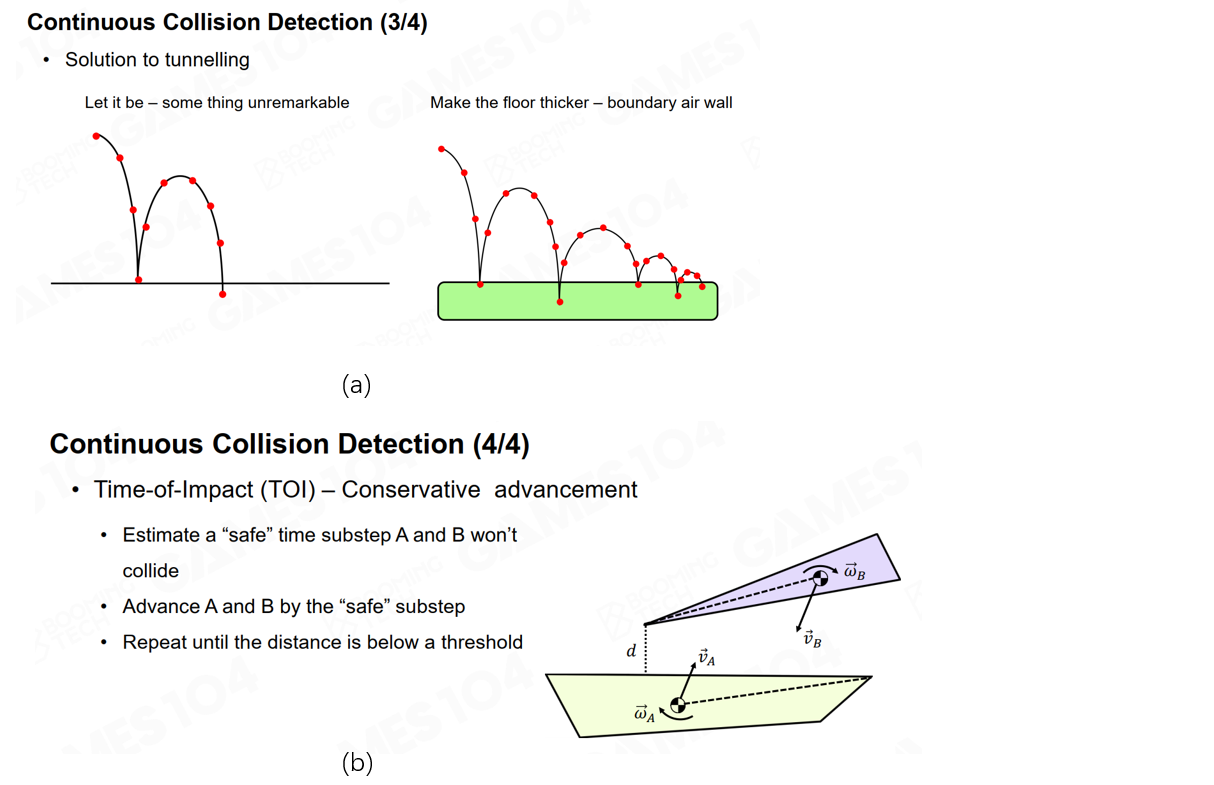 Continuous Collision Detection (3/4)
• Solution to tunnelling
Let it be – some thing unremarkable
Make the floor thicker – boundary air wall
(a)
Continuous Collision Detection (4/4)
• Time-of-Impact (TOI) – Conservative advancement
• Estimate a “safe” time substep A and B won’t
collide
• Advance A and B by the “safe” substep
• Repeat until the distance is below a threshold
$\vec{\omega}_B$
$\vec{v}_B$
d
$\vec{v}_A$
$\vec{\omega}_A$
(b)
GAMES104
BOOMING
TECH